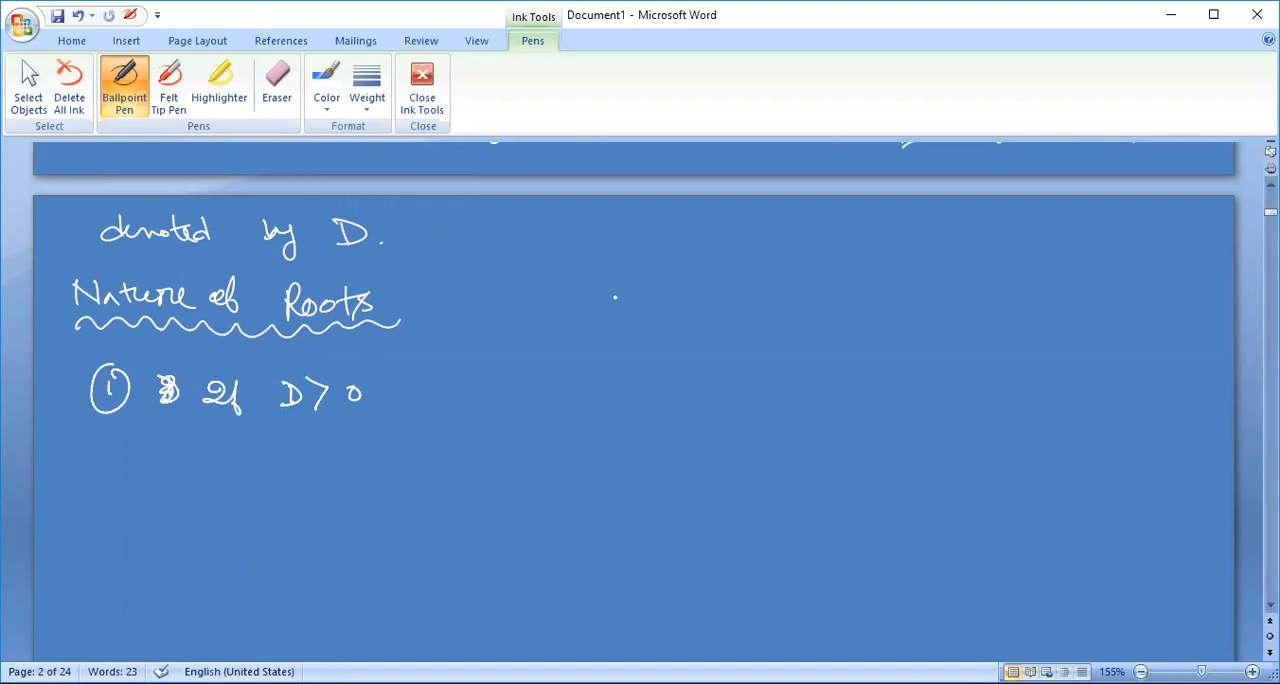 Ink Tools
Document1 - Microsoft Word
Home Insert Page Layout References Mailings Review View Pens
Select Objects
Delete All Ink
Ballpoint Pen
Felt Tip Pen
Highlighter
Eraser
Color
Weight
Close Ink Tools
Select Pens Format Close
denoted by D.
Nature of Roots
① If D > 0
Page: 2 of 24 Words: 23 English (United States) 155%